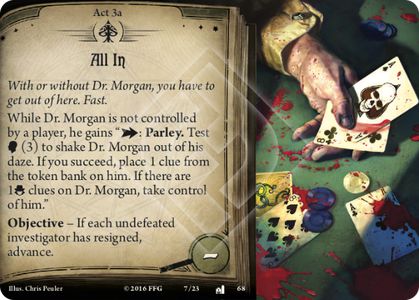 Act 3a
All In
With or without Dr. Morgan, you have to
get out of here. Fast.
While Dr. Morgan is not controlled
by a player, he gains “ : Parley. Test
(3) to shake Dr. Morgan out of his
daze. If you succeed, place 1 clue from
the token bank on him. If there are
1 clues on Dr. Morgan, take control
of him.”
Objective – If each undefeated
investigator has resigned,
advance.
–
Illus. Chris Peuler
©2016 FFG
7/23
68
A
8